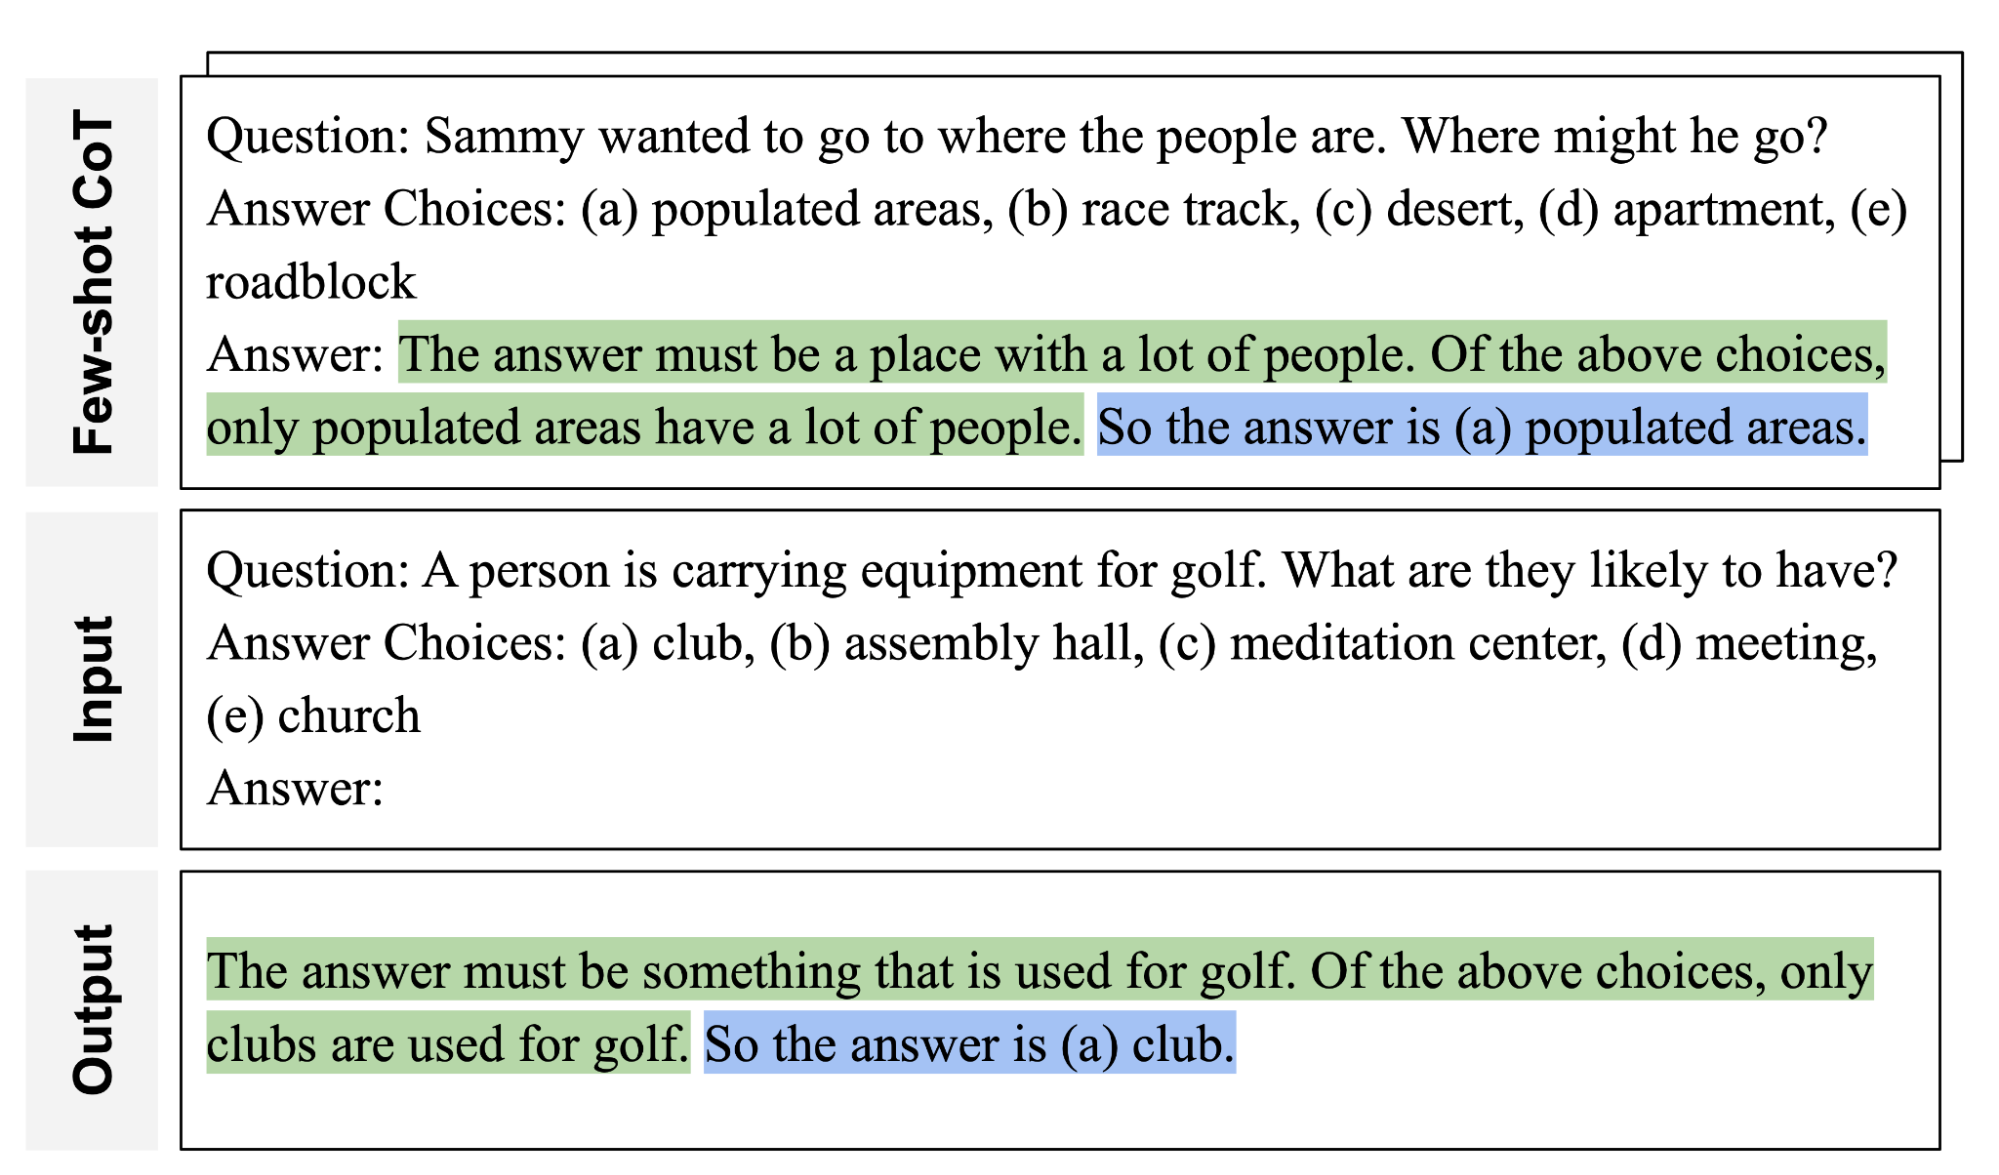 Few-shot CoT
Question: Sammy wanted to go to where the people are. Where might he go?
Answer Choices: (a) populated areas, (b) race track, (c) desert, (d) apartment, (e)
roadblock
Answer: The answer must be a place with a lot of people. Of the above choices,
only populated areas have a lot of people. So the answer is (a) populated areas.
Input
Question: A person is carrying equipment for golf. What are they likely to have?
Answer Choices: (a) club, (b) assembly hall, (c) meditation center, (d) meeting,
(e) church
Answer:
Output
The answer must be something that is used for golf. Of the above choices, only
clubs are used for golf. So the answer is (a) club.